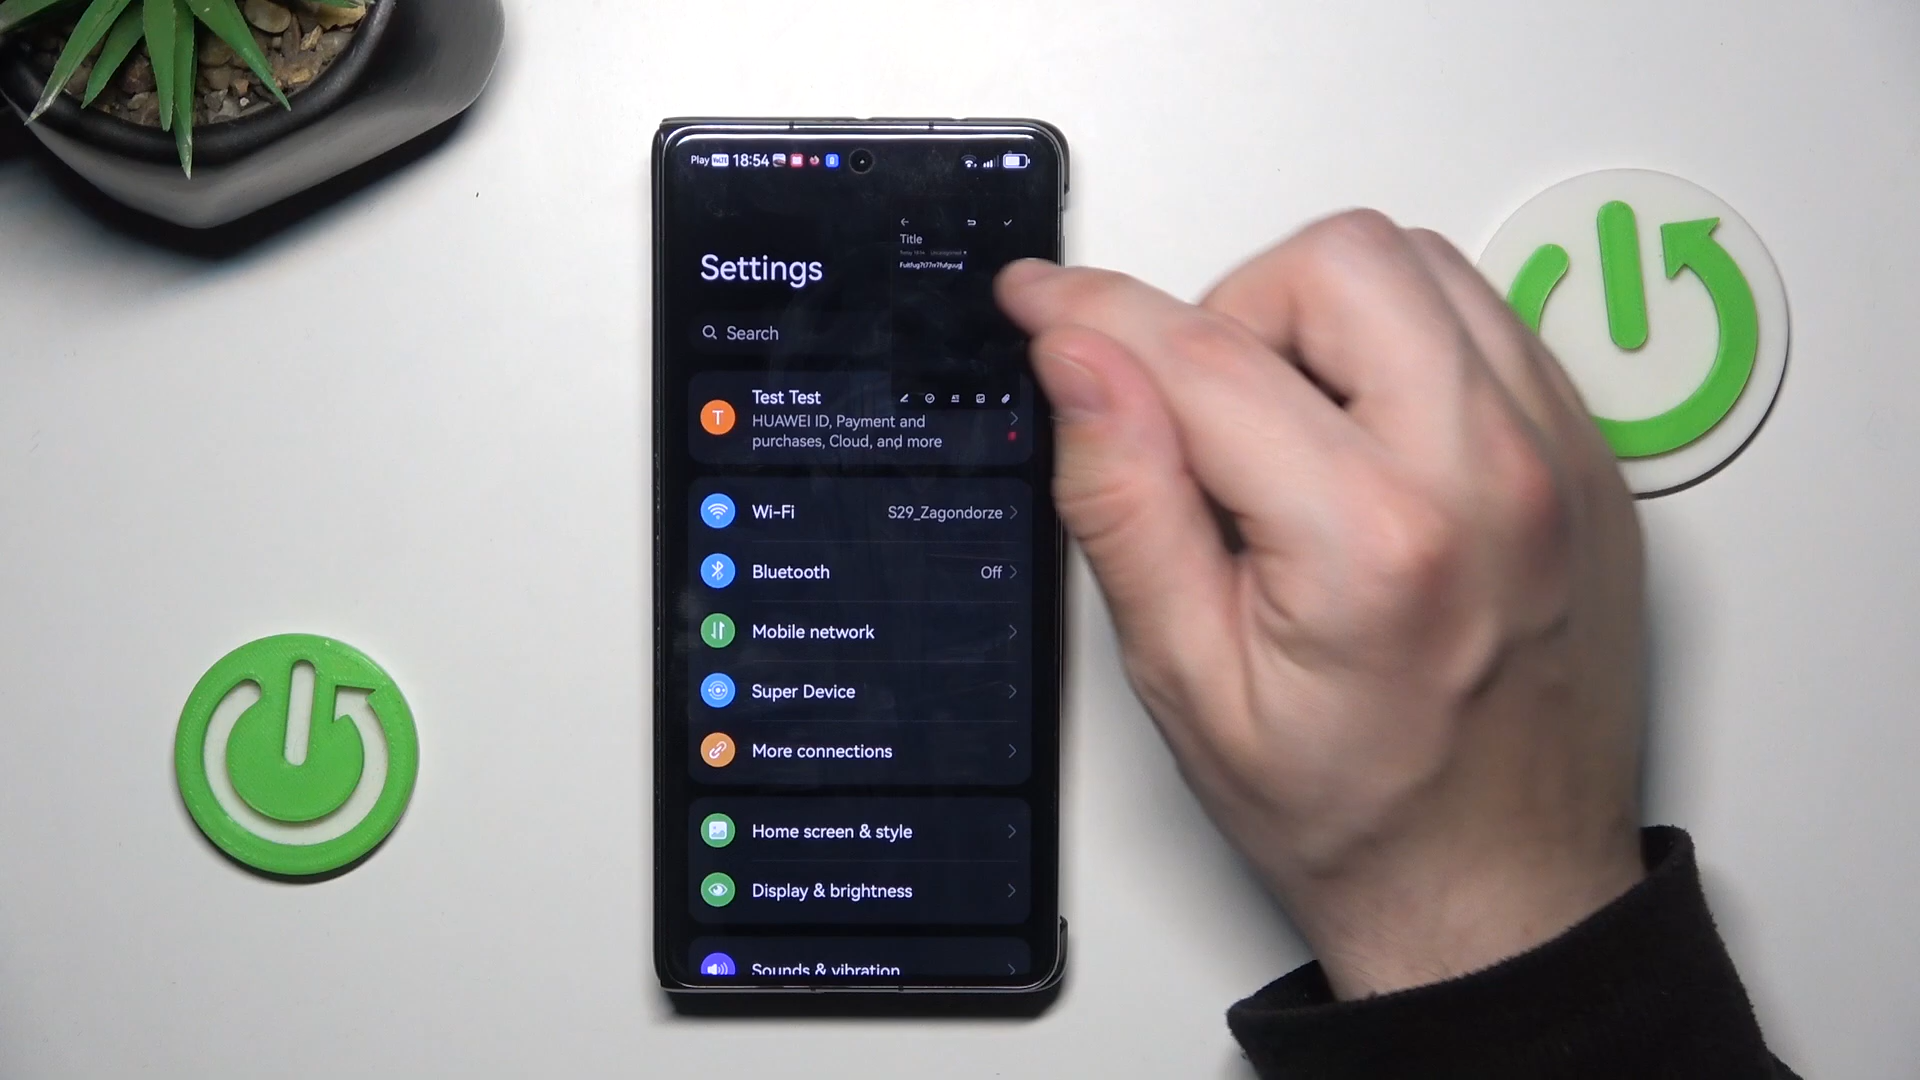 Play 18:54
Title
Settings
Search
Test Test
HUAWEI ID, Payment and
purchases, Cloud, and more
T
Wi-Fi S29_Zagondorze
Bluetooth Off
Mobile network
Super Device
More connections
Home screen & style
Display & brightness
Sounds & vibration